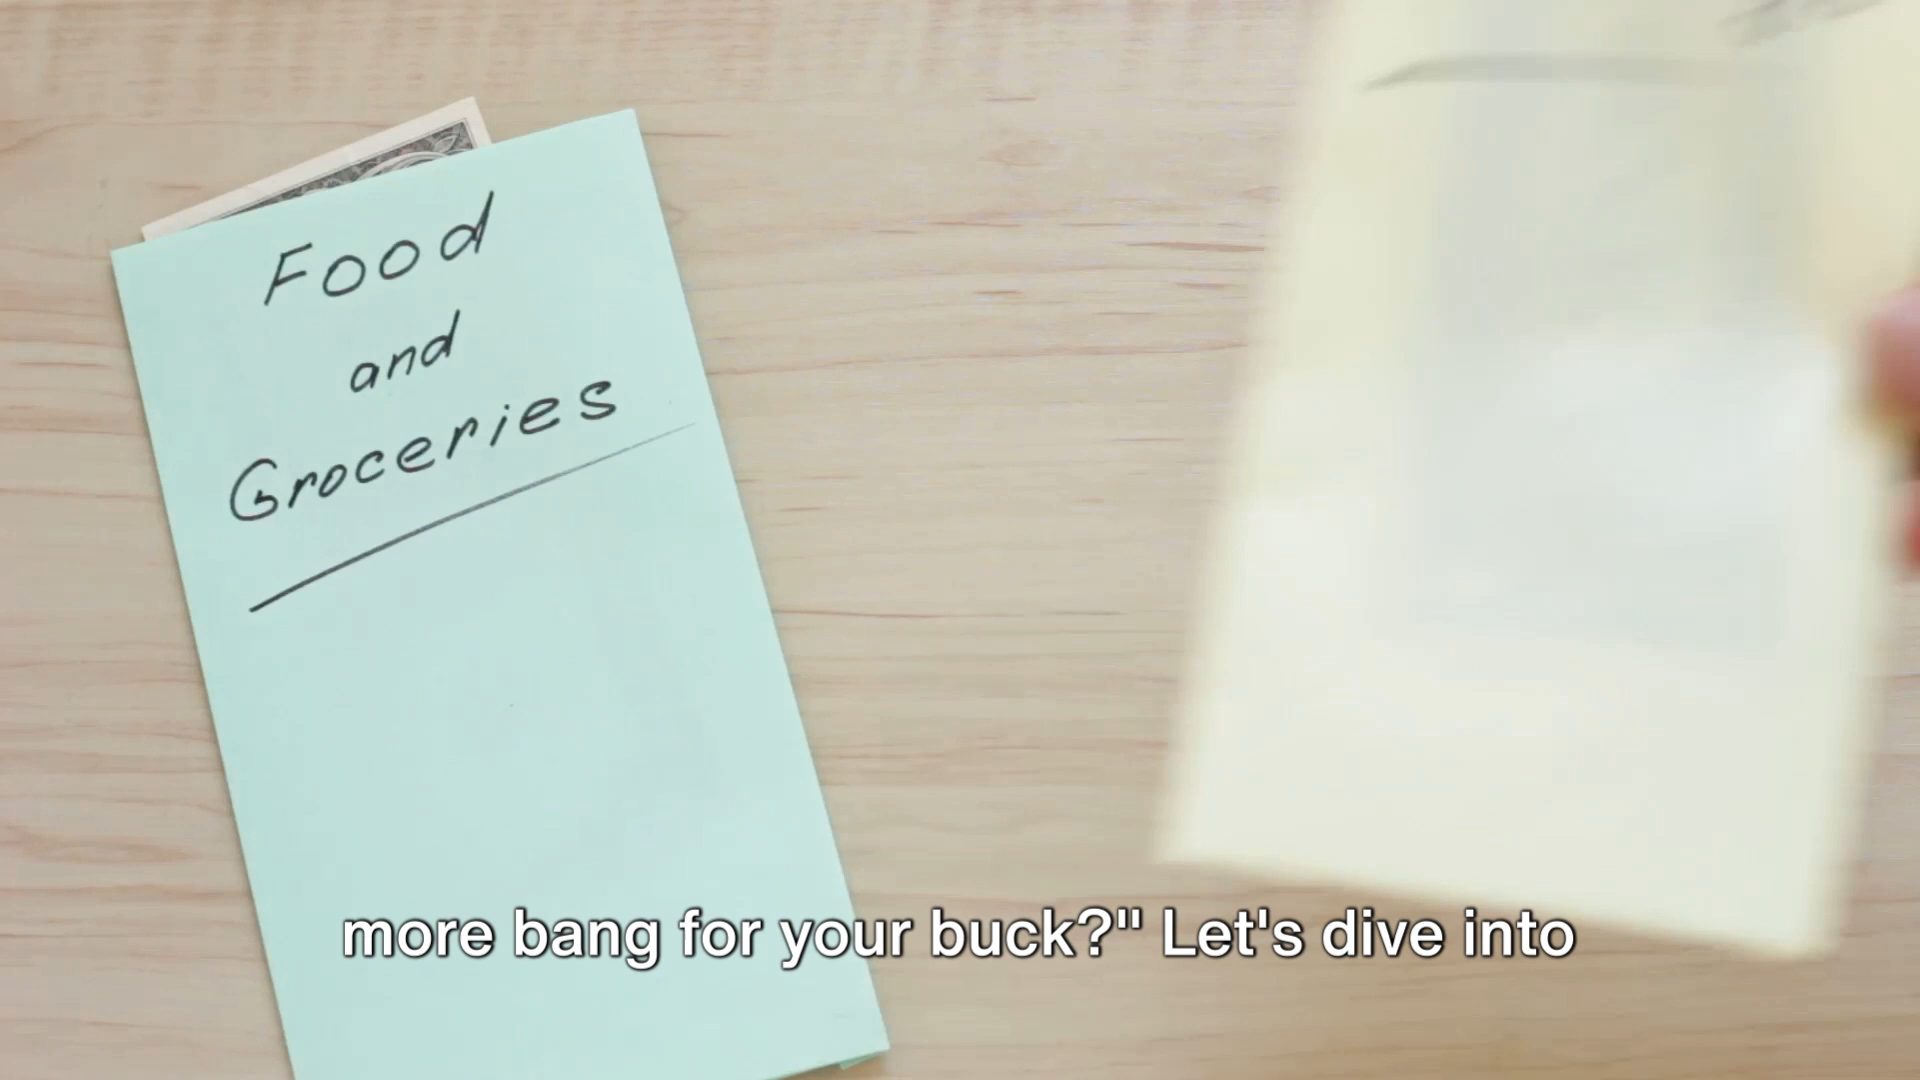 Food
and
Groceries
more bang for your buck?" Let's dive into